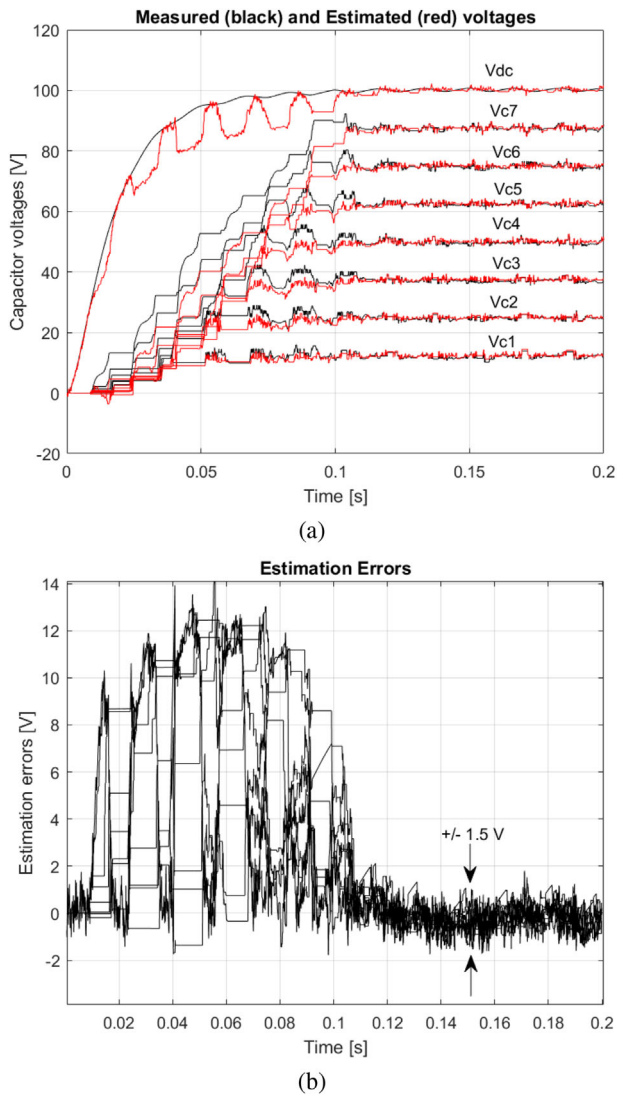 Measured (black) and Estimated (red) voltages
120
100
80
60
40
20
0
-20
Capacitor voltages [V]
Vdc
Vc7
Vc6
Vc5
Vc4
Vc3
Vc2
Vc1
0
0.05
0.1
0.15
0.2
Time [s]
(a)
Estimation Errors
14
12
10
8
6
4
2
0
-2
Estimation errors [V]
+/- 1.5 V
0.02
0.04
0.06
0.08
0.1
0.12
0.14
0.16
0.18
0.2
Time [s]
(b)